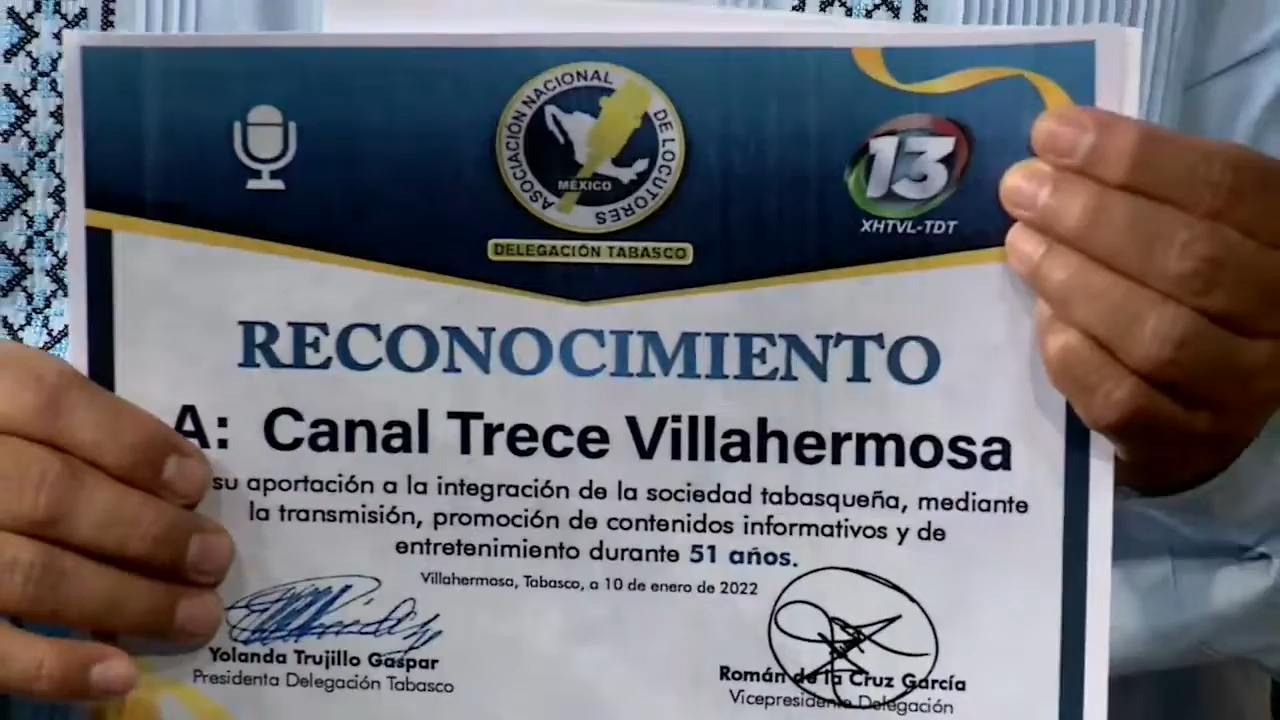 ASOCIACIÓN NACIONAL DE LOCUTORES
MÉXICO
DELEGACIÓN TABASCO
13
XHTVL-TDT
RECONOCIMIENTO
A: Canal Trece Villahermosa
su aportación a la integración de la sociedad tabasqueña, mediante
la transmisión, promoción de contenidos informativos y de
entretenimiento durante 51 años.
Villahermosa, Tabasco, a 10 de enero de 2022
Yolanda Trujillo Gaspar
Presidenta Delegación Tabasco
Román de la Cruz García
Vicepresidente Delegación